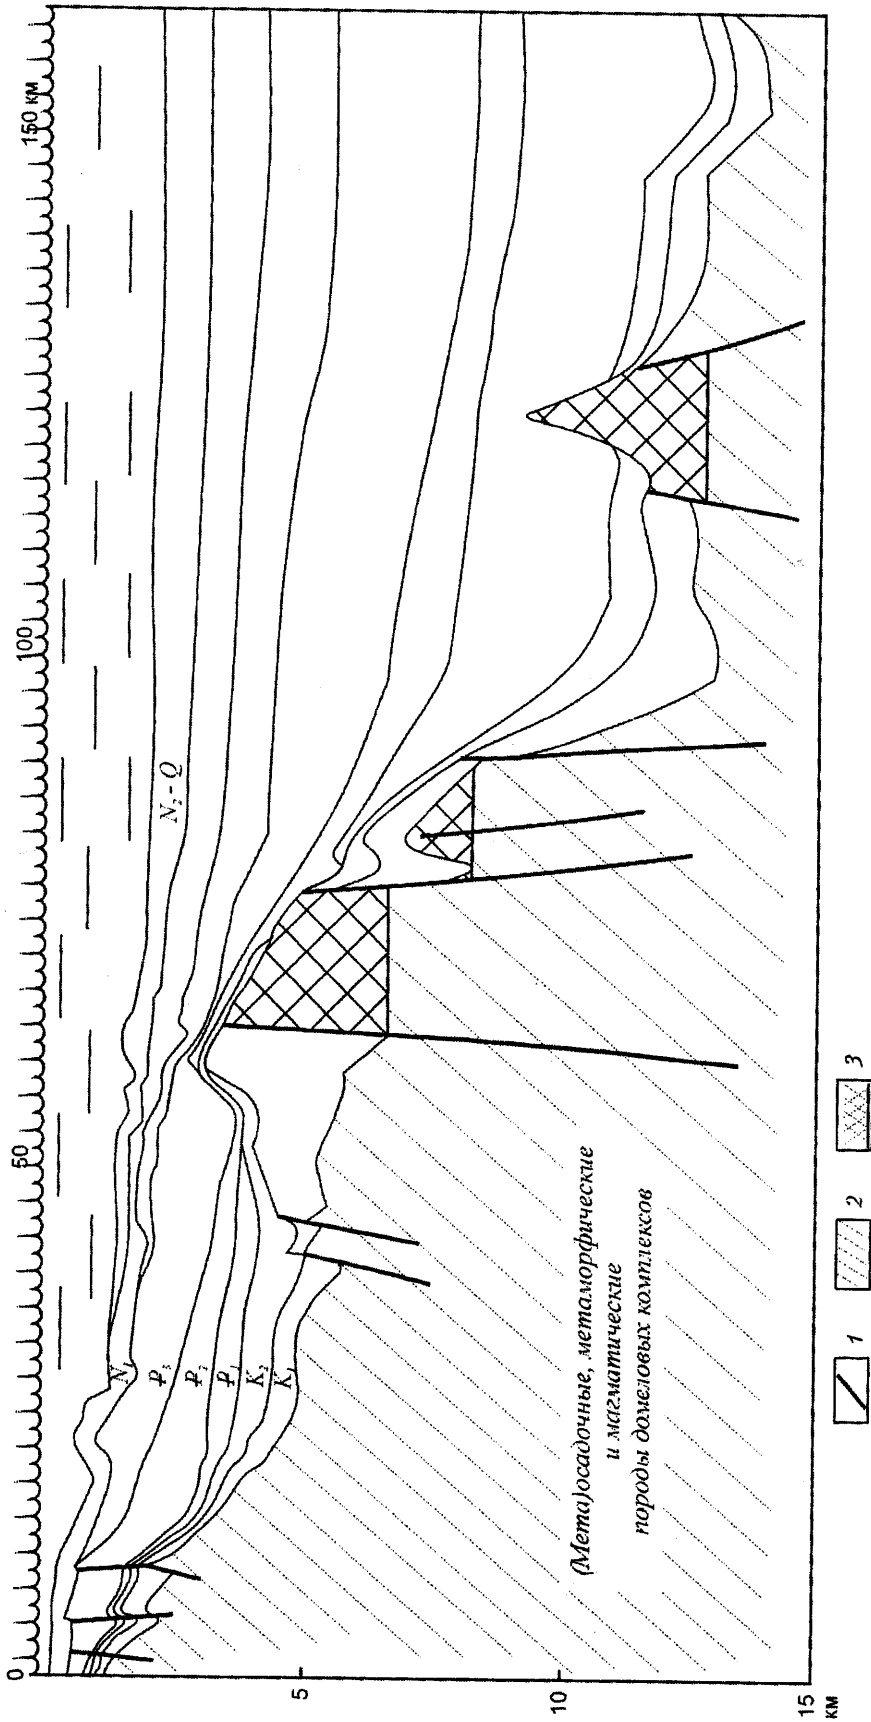 0
50
100
150 км
N₂-Q
N₁
₽₃
₽₂
₽₁
K₂
K₁
5
10
15
км
(Мета)осадочные, метаморфические
и магматические
породы домеловых комплексов
1
2
3